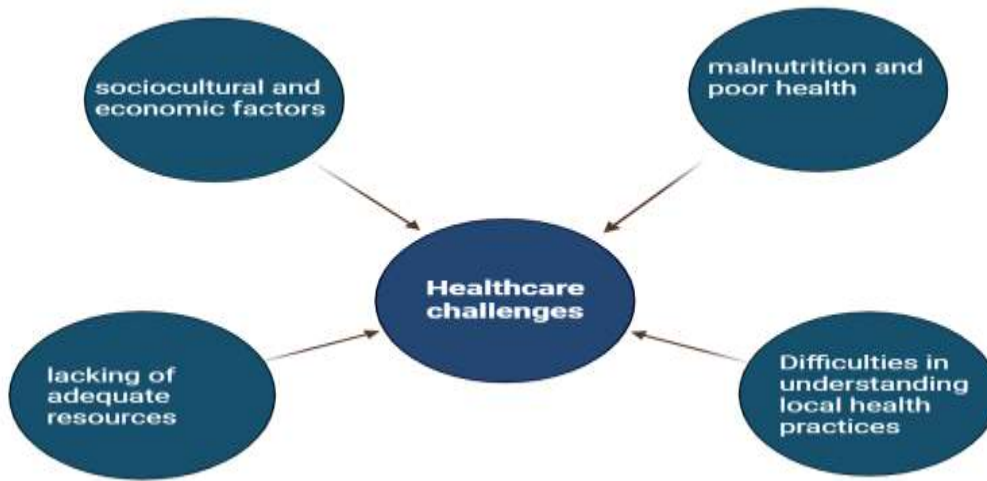 sociocultural and
economic factors
malnutrition and
poor health
Healthcare
challenges
lacking of
adequate
resources
Difficulties in
understanding
local health
practices